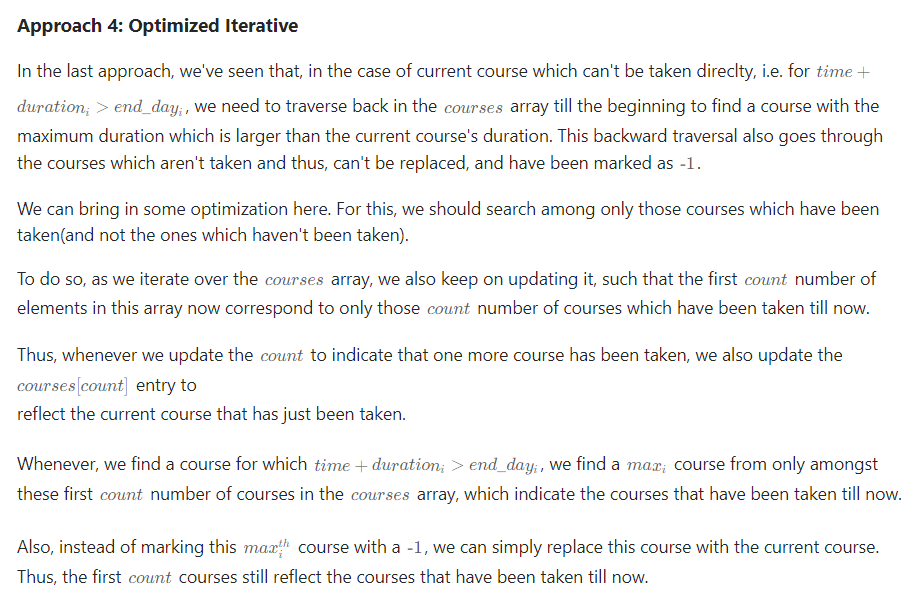 Approach 4: Optimized Iterative
In the last approach, we've seen that, in the case of current course which can't be taken direclty, i.e. for time +
duration_i > end_day_i, we need to traverse back in the courses array till the beginning to find a course with the
maximum duration which is larger than the current course's duration. This backward traversal also goes through
the courses which aren't taken and thus, can't be replaced, and have been marked as -1.
We can bring in some optimization here. For this, we should search among only those courses which have been
taken(and not the ones which haven't been taken).
To do so, as we iterate over the courses array, we also keep on updating it, such that the first count number of
elements in this array now correspond to only those count number of courses which have been taken till now.
Thus, whenever we update the count to indicate that one more course has been taken, we also update the
courses[count] entry to
reflect the current course that has just been taken.
Whenever, we find a course for which time + duration_i > end_day_i, we find a max_i course from only amongst
these first count number of courses in the courses array, which indicate the courses that have been taken till now.
Also, instead of marking this max_i^th course with a -1, we can simply replace this course with the current course.
Thus, the first count courses still reflect the courses that have been taken till now.